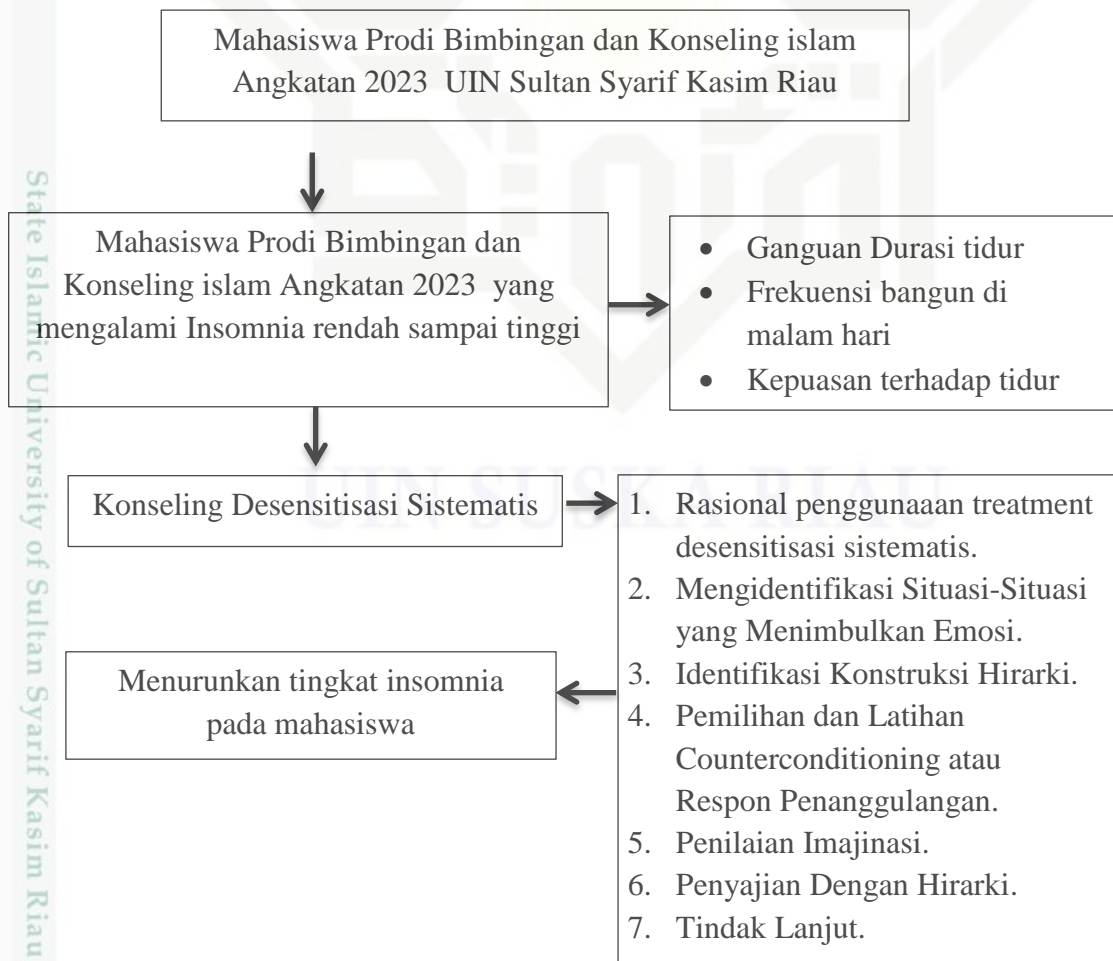 Mahasiswa Prodi Bimbingan dan Konseling islam
Angkatan 2023 UIN Sultan Syarif Kasim Riau
Mahasiswa Prodi Bimbingan dan
Konseling islam Angkatan 2023 yang
mengalami Insomnia rendah sampai tinggi
• Ganguan Durasi tidur
• Frekuensi bangun di
malam hari
• Kepuasan terhadap tidur
Konseling Desensitisasi Sistematis
1. Rasional penggunaaan treatment
desensitisasi sistematis.
2. Mengidentifikasi Situasi-Situasi
yang Menimbulkan Emosi.
3. Identifikasi Konstruksi Hirarki.
4. Pemilihan dan Latihan
Counterconditioning atau
Respon Penanggulangan.
5. Penilaian Imajinasi.
6. Penyajian Dengan Hirarki.
7. Tindak Lanjut.
Menurunkan tingkat insomnia
pada mahasiswa
UIN SUSKA RIAU
State Islamic University of Sultan Syarif Kasim Riau